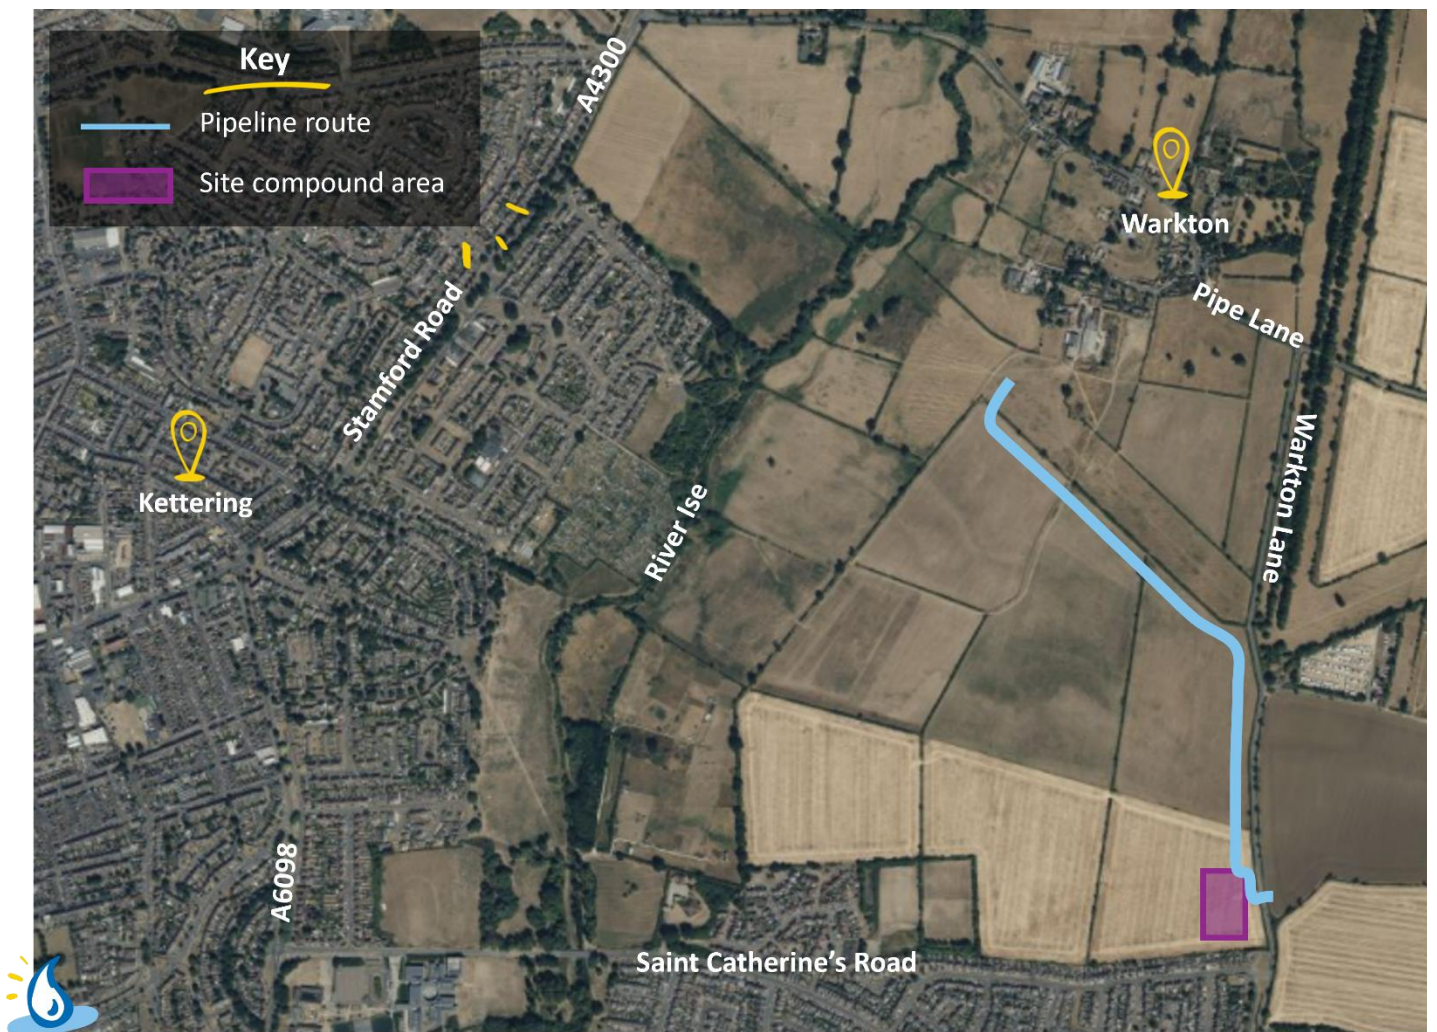 Key
Pipeline route
Site compound area
A4300
Warkton
Pipe Lane
Stamford Road
Warkton Lane
Kettering
River Ise
A6098
Saint Catherine's Road